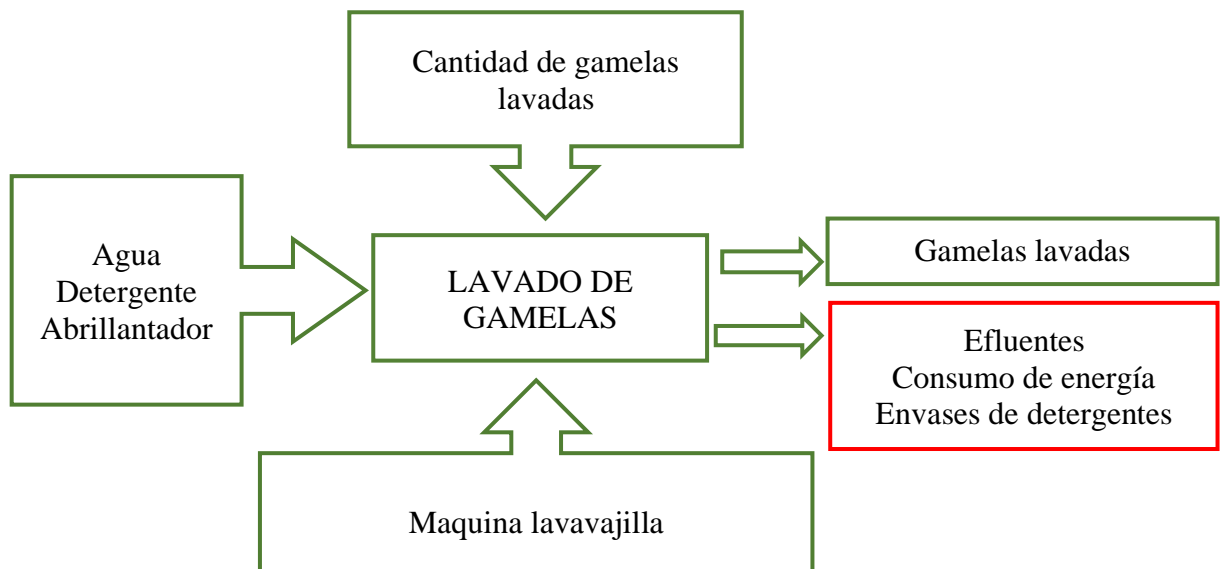 Cantidad de gamelas
lavadas
Agua
Detergente
Abrillantador
LAVADO DE
GAMELAS
Gamelas lavadas
Efluentes
Consumo de energía
Envases de detergentes
Maquina lavavajilla